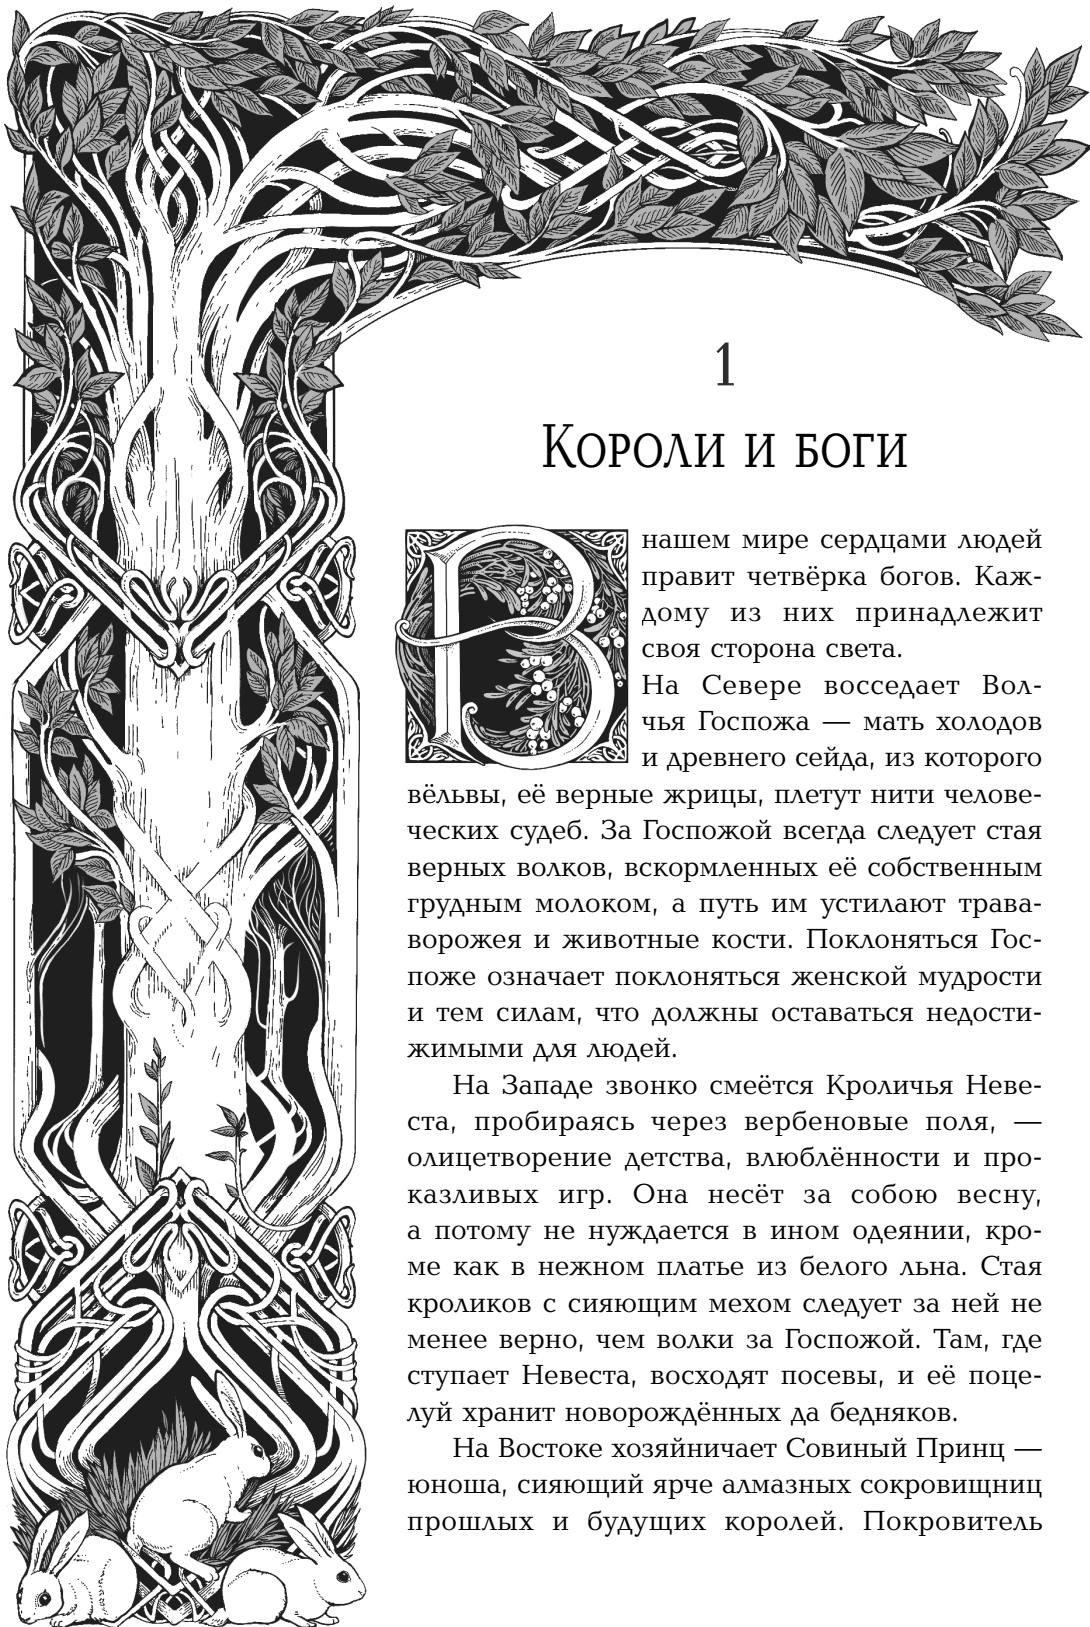 1
Короли и боги
В нашем мире сердцами людей
правит четвёрка богов. Каж-
дому из них принадлежит
своя сторона света.
На Севере восседает Вол-
чья Госпожа — мать холодов
и древнего сейда, из которого
вёльвы, её верные жрицы, плетут нити челове-
ческих судеб. За Госпожой всегда следует стая
верных волков, вскормленных её собственным
грудным молоком, а путь им устилают трава-
ворожея и животные кости. Поклоняться Гос-
поже означает поклоняться женской мудрости
и тем силам, что должны оставаться недости-
жимыми для людей.
На Западе звонко смеётся Кроличья Неве-
ста, пробираясь через вербеновые поля, —
олицетворение детства, влюблённости и про-
казливых игр. Она несёт за собою весну,
а потому не нуждается в ином одеянии, кро-
ме как в нежном платье из белого льна. Стая
кроликов с сияющим мехом следует за ней не
менее верно, чем волки за Госпожой. Там, где
ступает Невеста, восходят посевы, и её поце-
луй хранит новорождённых да бедняков.
На Востоке хозяйничает Совиный Принц —
юноша, сияющий ярче алмазных сокровищниц
прошлых и будущих королей. Покровитель